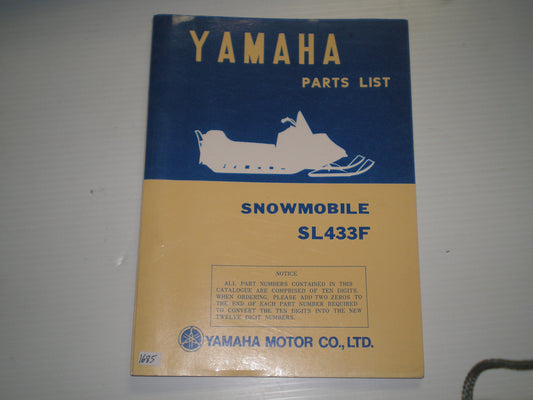 YAMAHA
PARTS LIST
SNOWMOBILE
SL433F
NOTICE
ALL PART NUMBERS CONTAINED IN THIS
CATALOGUE ARE COMPRISED OF TEN DIGITS.
WHEN ORDERING, PLEASE ADD TWO ZEROS TO
THE END OF EACH PART NUMBER REQUIRED
TO CONVERT THE TEN DIGITS INTO THE NEW
TWELVE DIGIT NUMBERS.
YAMAHA MOTOR CO., LTD.
1685